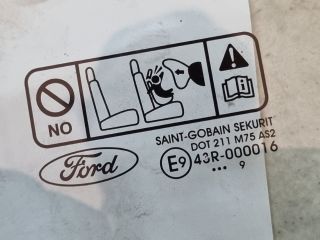 NO
SAINT-GOBAIN SEKURIT
DOT 211 M75 AS2
Ford
E9 43R-000016
••• 9